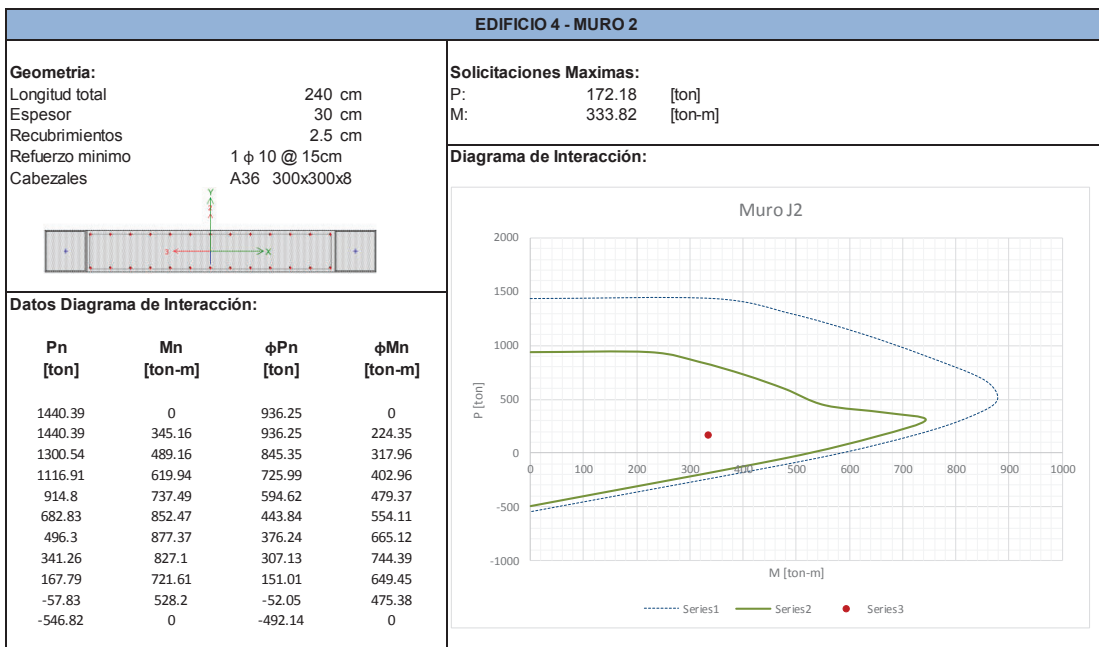 EDIFICIO 4 - MURO 2
Geometria:
Longitud total 240 cm
Espesor 30 cm
Recubrimientos 2.5 cm
Refuerzo minimo 1 ϕ 10 @ 15cm
Cabezales A36 300x300x8
Y
2
3 X
Solicitaciones Maximas:
P: 172.18 [ton]
M: 333.82 [ton-m]
Diagrama de Interacción:
Muro J2
2000
1500
1000
500
0
-500
-1000
P [ton]
0 100 200 300 400 500 600 700 800 900 1000
M [ton-m]
Series1 Series2 Series3
Datos Diagrama de Interacción:
Pn Mn ϕPn ϕMn
[ton] [ton-m] [ton] [ton-m]
1440.39 0 936.25 0
1440.39 345.16 936.25 224.35
1300.54 489.16 845.35 317.96
1116.91 619.94 725.99 402.96
914.8 737.49 594.62 479.37
682.83 852.47 443.84 554.11
496.3 877.37 376.24 665.12
341.26 827.1 307.13 744.39
167.79 721.61 151.01 649.45
-57.83 528.2 -52.05 475.38
-546.82 0 -492.14 0